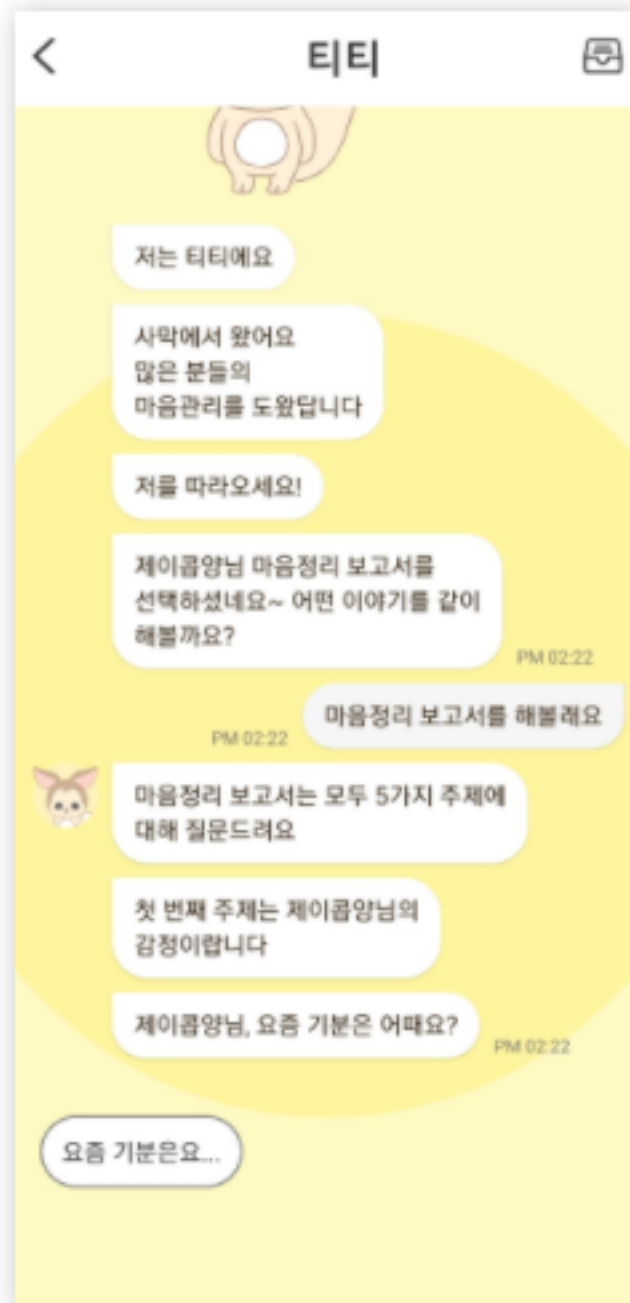 티티
저는 티티에요
사막에서 왔어요
많은 분들의
마음관리를 도왔답니다
저를 따라오세요!
제이콥양님 마음정리 보고서를
선택하셨네요~ 어떤 이야기를 같이
해볼까요?
PM 02:22
마음정리 보고서를 해볼래요
PM 02:22
마음정리 보고서는 모두 5가지 주제에
대해 질문드려요
첫 번째 주제는 제이콥양님의
감정이랍니다
제이콥양님, 요즘 기분은 어때요?
PM 02:22
요즘 기분은요...